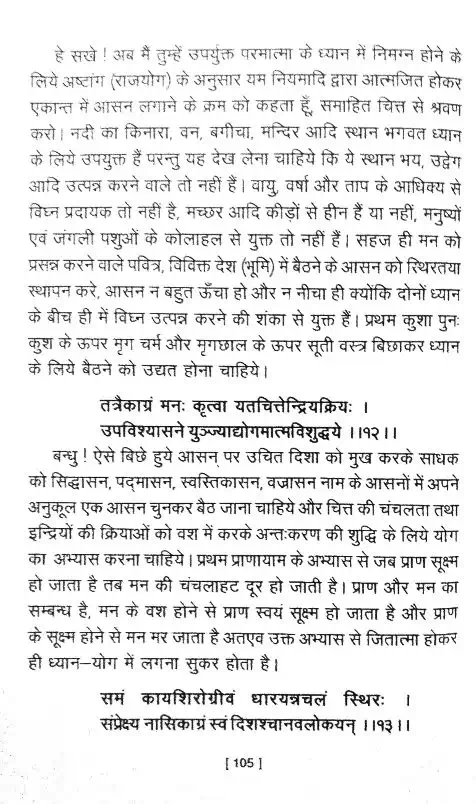 हे सखे ! अब मैं तुम्हें उपर्युक्त परमात्मा के ध्यान में निमग्न होने के
लिये अष्टांग (राजयोग) के अनुसार यम नियमादि द्वारा आत्मजित होकर
एकान्त में आसन लगाने के क्रम को कहता हूँ, समाहित चित्त से श्रवण
करो। नदी का किनारा, वन, बगीचा, मन्दिर आदि स्थान भगवत ध्यान
के लिये उपयुक्त हैं परन्तु यह देख लेना चाहिये कि ये स्थान भय, उद्वेग
आदि उत्पन्न करने वाले तो नहीं हैं। वायु, वर्षा और ताप के आधिक्य से
विघ्न प्रदायक तो नहीं है, मच्छर आदि कीड़ों से हीन हैं या नहीं, मनुष्यों
एवं जंगली पशुओं के कोलाहल से युक्त तो नहीं हैं। सहज ही मन को
प्रसन्न करने वाले पवित्र, विविक्त देश (भूमि) में बैठने के आसन को स्थिरतया
स्थापन करे, आसन न बहुत ऊँचा हो और न नीचा ही क्योंकि दोनों ध्यान
के बीच ही में विघ्न उत्पन्न करने की शंका से युक्त हैं। प्रथम कुशा पुनः
कुश के ऊपर मृग चर्म और मृगछाल के ऊपर सूती वस्त्र बिछाकर ध्यान
के लिये बैठने को उद्यत होना चाहिये।
तत्रैकाग्रं मनः कृत्वा यतचित्तेन्द्रियक्रियः ।
उपविश्यासने युञ्ज्याद्योगमात्मविशुद्धये ।।१२।।
बन्धु ! ऐसे बिछे हुये आसन पर उचित दिशा को मुख करके साधक
को सिद्धासन, पद्मासन, स्वस्तिकासन, वज्रासन नाम के आसनों में अपने
अनुकूल एक आसन चुनकर बैठ जाना चाहिये और चित्त की चंचलता तथा
इन्द्रियों की क्रियाओं को वश में करके अन्तःकरण की शुद्धि के लिये योग
का अभ्यास करना चाहिये। प्रथम प्राणायाम के अभ्यास से जब प्राण सूक्ष्म
हो जाता है तब मन की चंचलाहट दूर हो जाती है। प्राण और मन का
सम्बन्ध है, मन के वश होने से प्राण स्वयं सूक्ष्म हो जाता है और प्राण
के सूक्ष्म होने से मन मर जाता है अतएव उक्त अभ्यास से जितात्मा होकर
ही ध्यान–योग में लगना सुकर होता है।
समं कायशिरोग्रीवं धारयन्नचलं स्थिरः ।
संप्रेक्ष्य नासिकाग्रं स्वं दिशश्चानवलोकयन् ।।१३।।
[ 105 ]